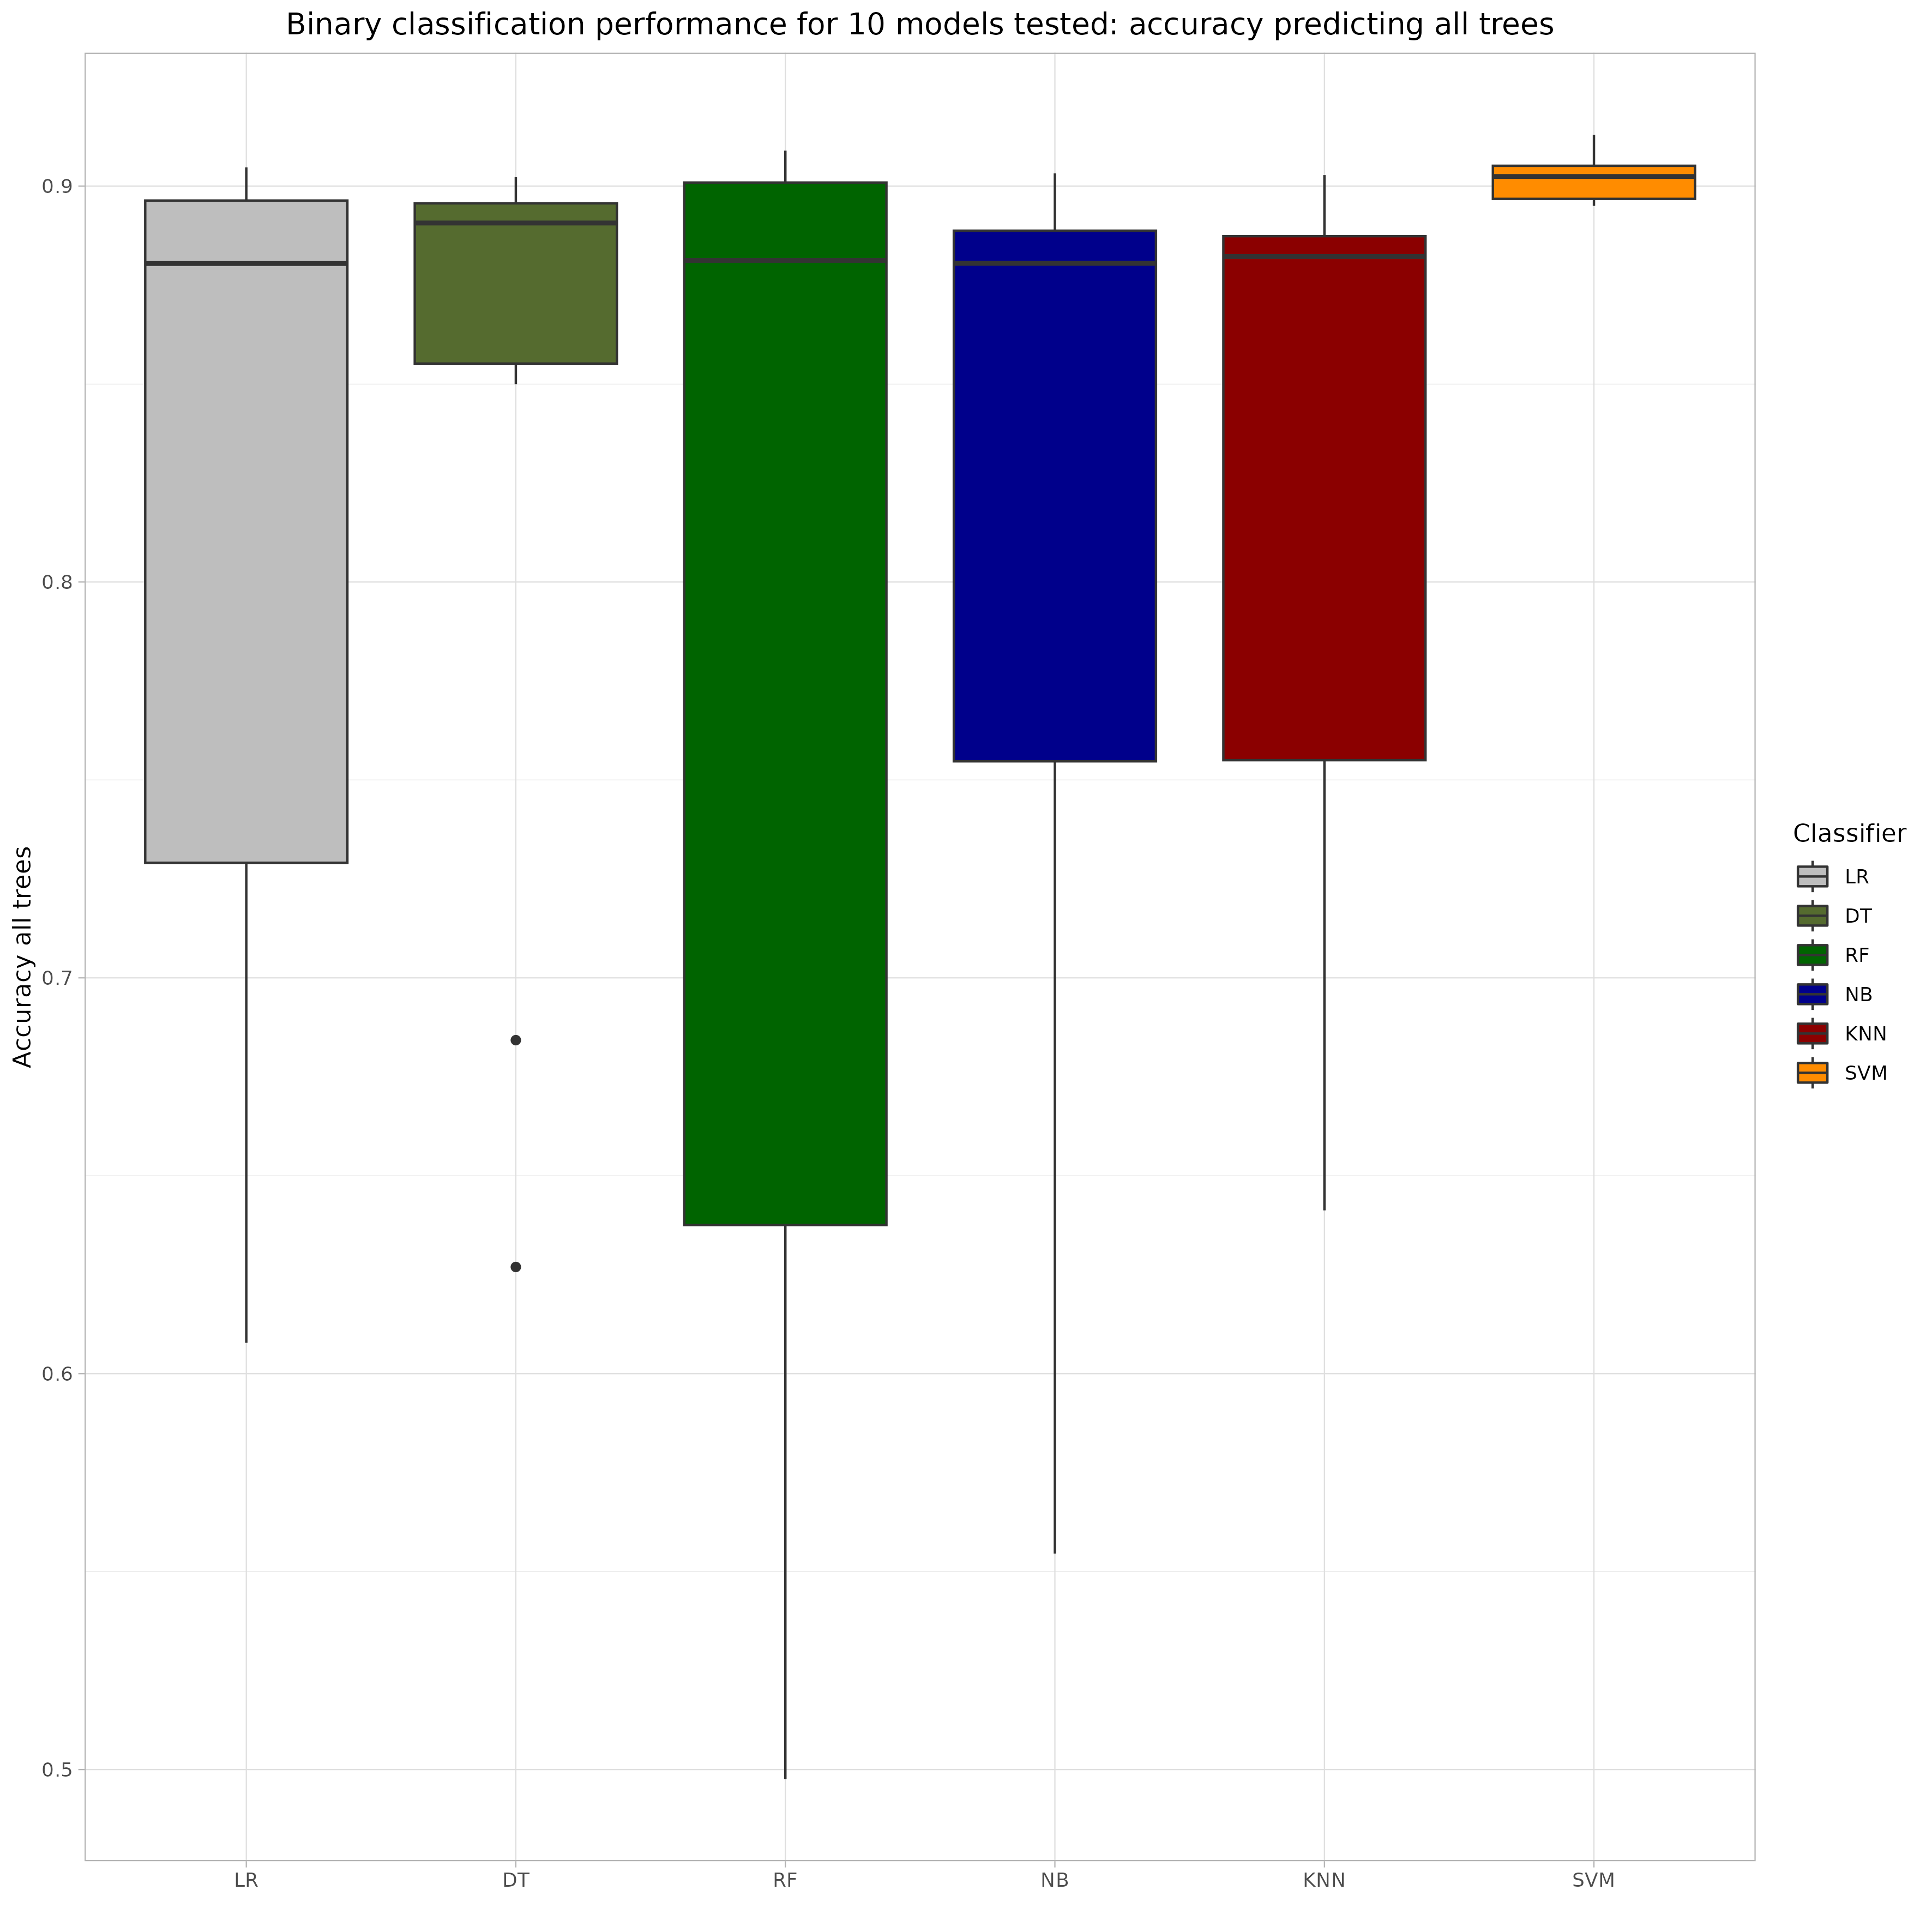 Binary classification performance for 10 models tested: accuracy predicting all trees
Accuracy all trees
0.9
0.8
0.7
0.6
0.5
LR
DT
RF
NB
KNN
SVM
Classifier
LR
DT
RF
NB
KNN
SVM